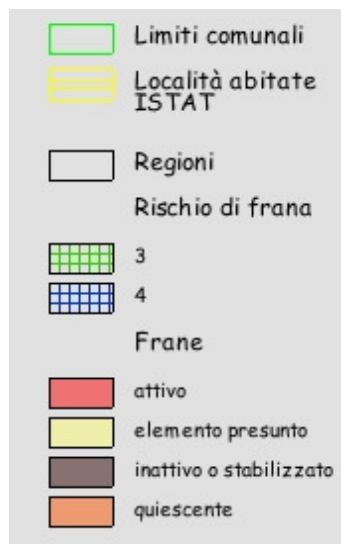 Limiti comunali
Località abitate
ISTAT
Regioni
Rischio di frana
3
4
Frane
attivo
elemento presunto
inattivo o stabilizzato
quiescente